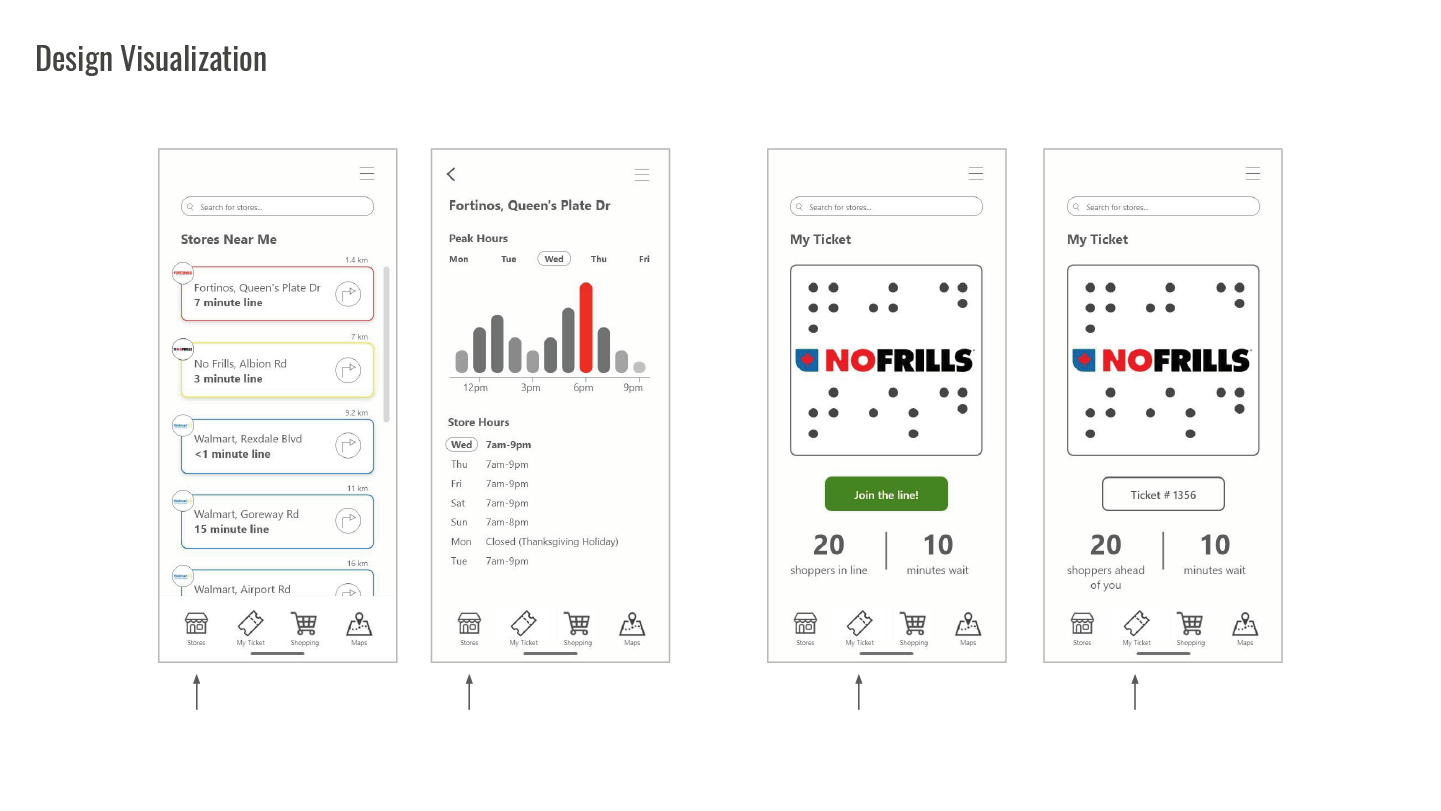 Design Visualization
Search for stores...
Stores Near Me
1.4 km
FORTINOS
Fortinos, Queen's Plate Dr
7 minute line
7 km
NOFRILLS
No Frills, Albion Rd
3 minute line
9.2 km
Walmart
Walmart, Rexdale Blvd
<1 minute line
11 km
Walmart
Walmart, Goreway Rd
15 minute line
16 km
Walmart
Walmart, Airport Rd
Stores My Ticket Shopping Maps
Fortinos, Queen's Plate Dr
Peak Hours
Mon Tue Wed Thu Fri
12pm 3pm 6pm 9pm
Store Hours
Wed 7am-9pm
Thu 7am-9pm
Fri 7am-9pm
Sat 7am-9pm
Sun 7am-8pm
Mon Closed (Thanksgiving Holiday)
Tue 7am-9pm
Stores My Ticket Shopping Maps
Search for stores...
My Ticket
NOFRILLS
Join the line!
20 10
shoppers in line minutes wait
Stores My Ticket Shopping Maps
Search for stores...
My Ticket
NOFRILLS
Ticket # 1356
20 10
shoppers ahead minutes wait
of you
Stores My Ticket Shopping Maps